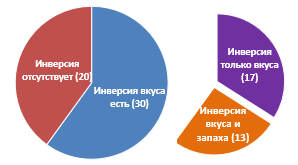 Инверсия
отсутствует (20)
Инверсия вкуса
есть (30)
Инверсия
только вкуса
(17)
Инверсия
вкуса и
запаха (13)